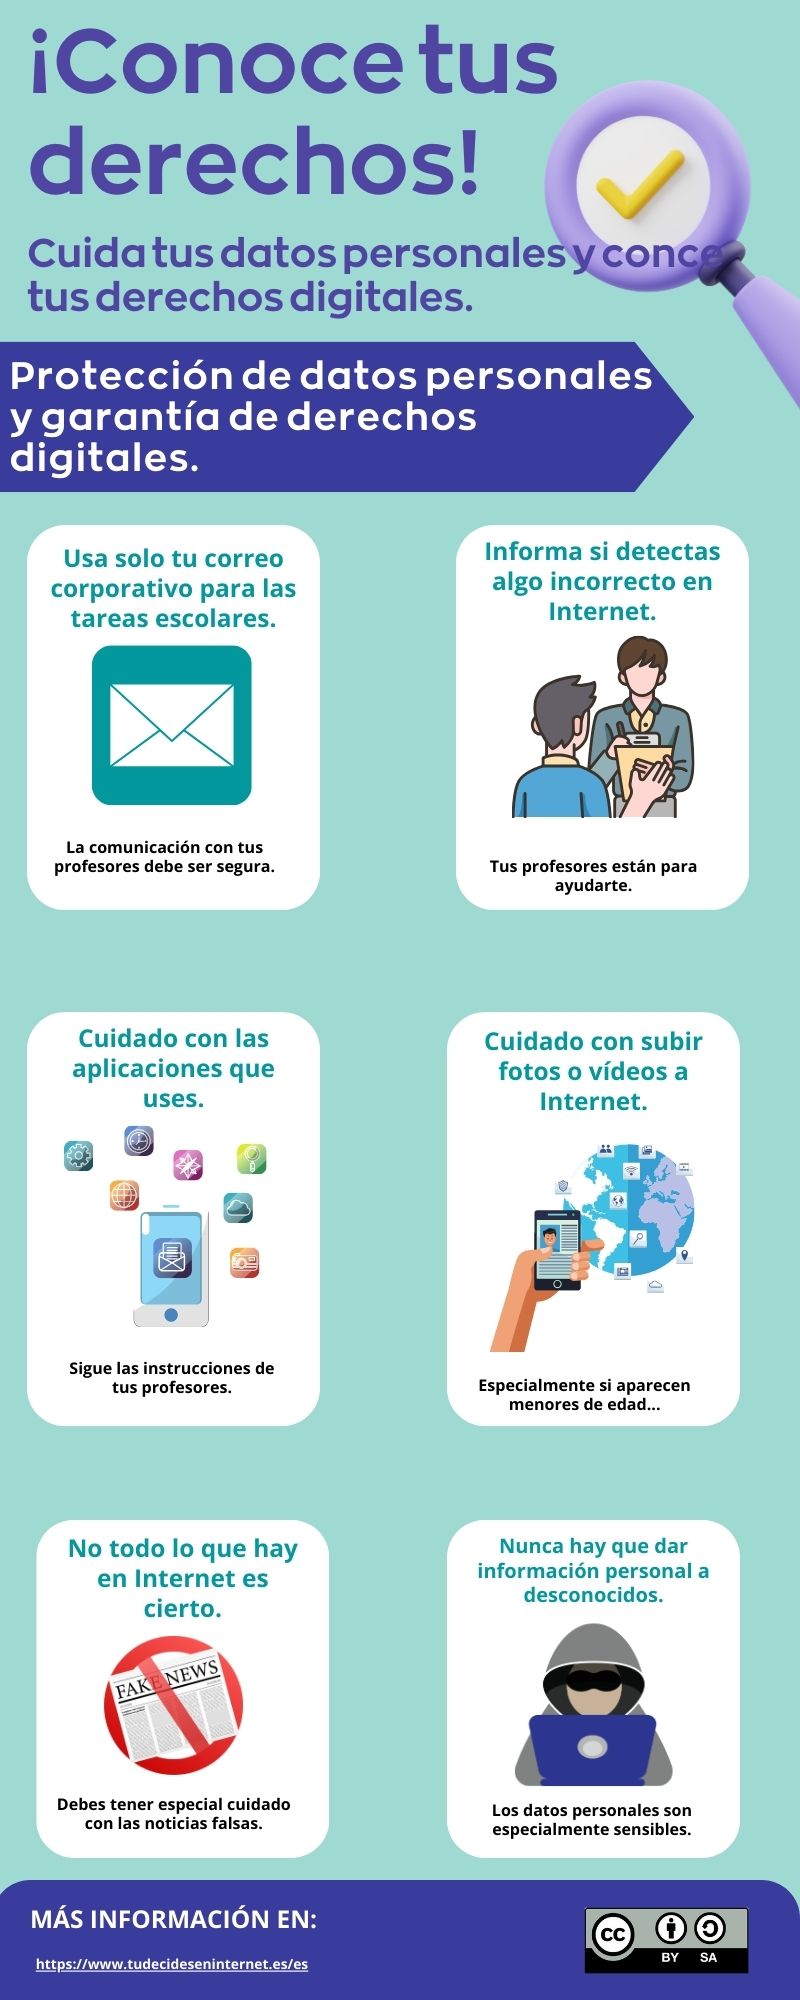 ¡Conoce tus
derechos!
Cuida tus datos personales y conce
tus derechos digitales.
Protección de datos personales
y garantía de derechos
digitales.
Usa solo tu correo
corporativo para las
tareas escolares.
La comunicación con tus
profesores debe ser segura.
Informa si detectas
algo incorrecto en
Internet.
Tus profesores están para
ayudarte.
Cuidado con las
aplicaciones que
uses.
Sigue las instrucciones de
tus profesores.
Cuidado con subir
fotos o vídeos a
Internet.
Especialmente si aparecen
menores de edad...
No todo lo que hay
en Internet es
cierto.
FAKE NEWS
Debes tener especial cuidado
con las noticias falsas.
Nunca hay que dar
información personal a
desconocidos.
Los datos personales son
especialmente sensibles.
MÁS INFORMACIÓN EN:
https://www.tudecideseninternet.es/es
cc
BY SA